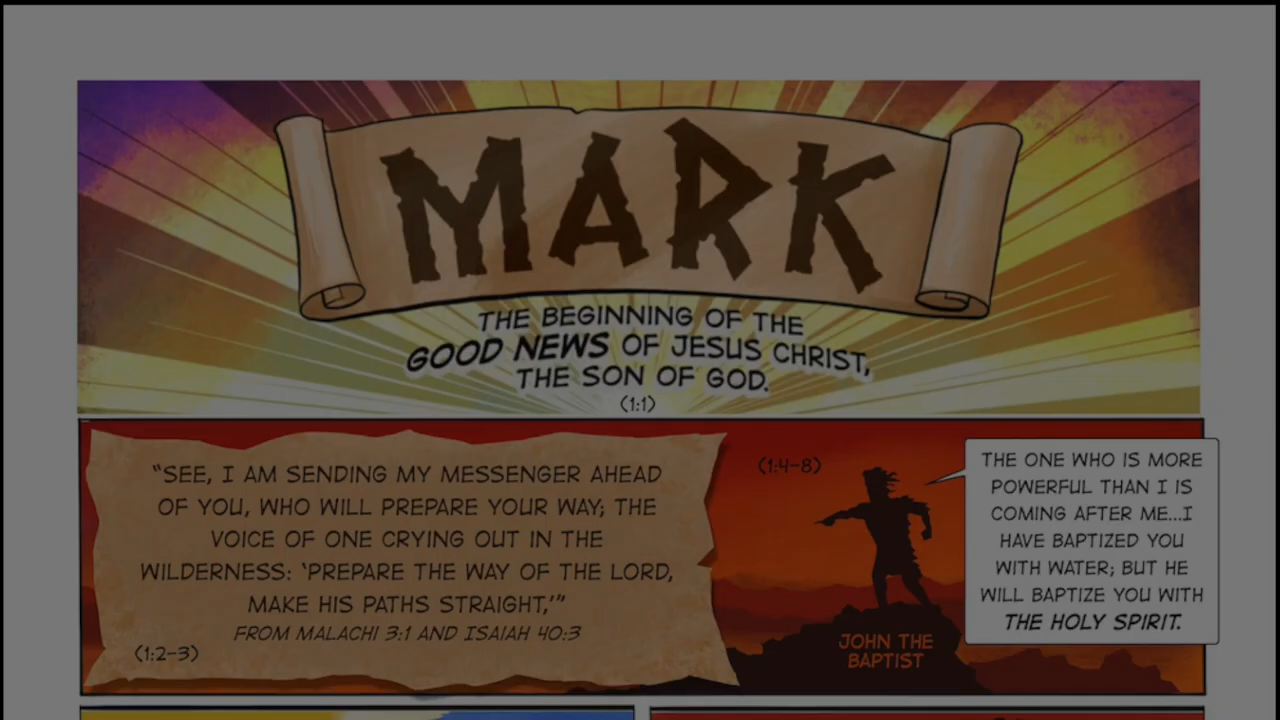 MARK
THE BEGINNING OF THE
GOOD NEWS OF JESUS CHRIST,
THE SON OF GOD.
(1:1)
"SEE, I AM SENDING MY MESSENGER AHEAD
OF YOU, WHO WILL PREPARE YOUR WAY; THE
VOICE OF ONE CRYING OUT IN THE
WILDERNESS: 'PREPARE THE WAY OF THE LORD,
MAKE HIS PATHS STRAIGHT,'"
FROM MALACHI 3:1 AND ISAIAH 40:3
(1:2-3)
(1:4-8)
THE ONE WHO IS MORE
POWERFUL THAN I IS
COMING AFTER ME...I
HAVE BAPTIZED YOU
WITH WATER; BUT HE
WILL BAPTIZE YOU WITH
THE HOLY SPIRIT.
JOHN THE
BAPTIST